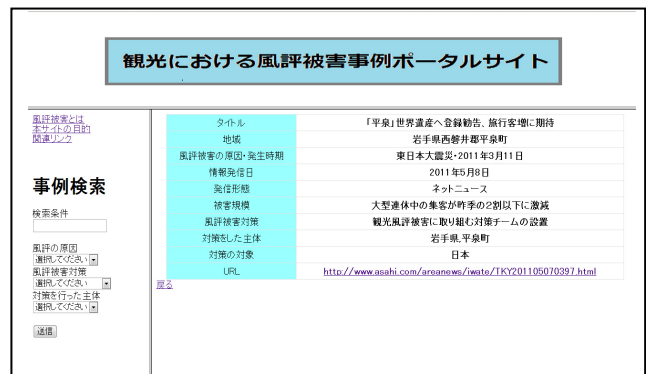 観光における風評被害事例ポータルサイト
風評被害とは
本サイトの目的
関連リンク
事例検索
検索条件
風評の原因
選択してください
風評被害対策
選択してください
対策を行った主体
選択してください
送信
タイトル 「平泉」世界遺産へ登録勧告、旅行客増に期待
地域 岩手県西磐井郡平泉町
風評被害の原因・発生時期 東日本大震災・2011年3月11日
情報発信日 2011年5月8日
発信形態 ネットニュース
被害規模 大型連休中の集客が昨季の2割以下に激減
風評被害対策 観光風評被害に取り組む対策チームの設置
対策をした主体 岩手県,平泉町
対策の対象 日本
URL http://www.asahi.com/areanews/iwate/TKY201105070397.html
戻る